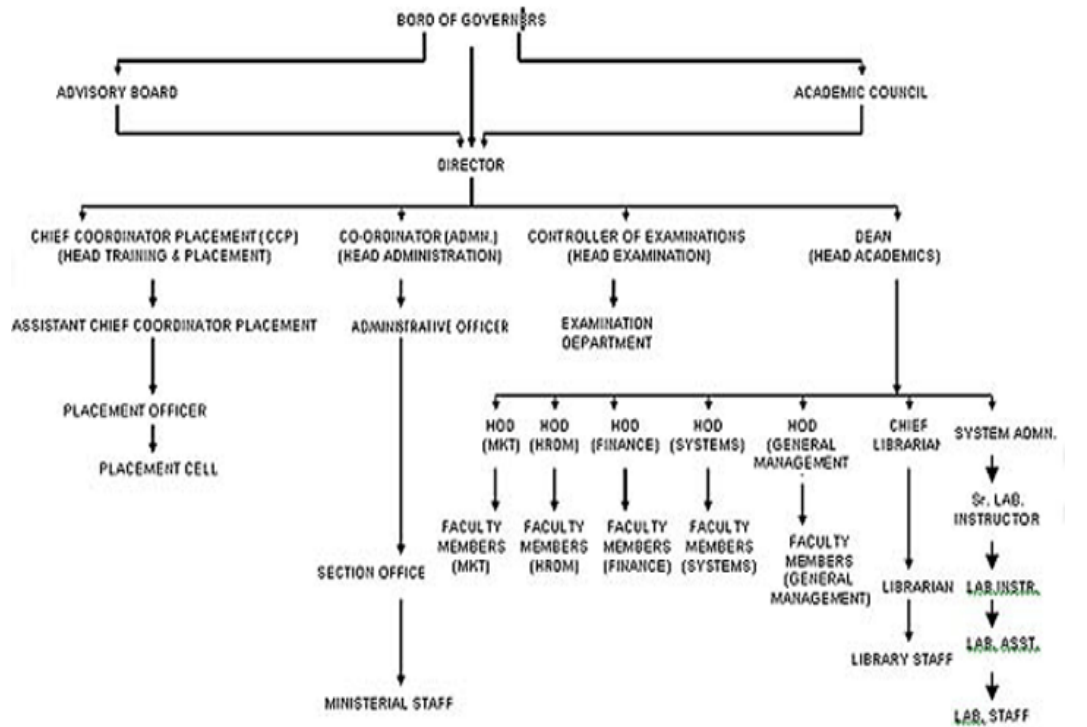 BORD OF GOVERNERS
ADVISORY BOARD
ACADEMIC COUNCIL
DIRECTOR
CHIEF COORDINATOR PLACEMENT (CCP)
(HEAD TRAINING & PLACEMENT)
CO-ORDINATOR (ADMN.)
(HEAD ADMINISTRATION)
CONTROLLER OF EXAMINATIONS
(HEAD EXAMINATION)
DEAN
(HEAD ACADEMICS)
ASSISTANT CHIEF COORDINATOR PLACEMENT
ADMINISTRATIVE OFFICER
EXAMINATION
DEPARTMENT
PLACEMENT OFFICER
PLACEMENT CELL
HOD
(MKT)
HOD
(HRDM)
HOD
(FINANCE)
HOD
(SYSTEMS)
HOD
(GENERAL
MANAGEMENT
CHIEF
LIBRARIAN
SYSTEM ADMN.
Sr. LAB.
INSTRUCTOR
FACULTY
MEMBERS
(MKT)
FACULTY
MEMBERS
(HRDM)
FACULTY
MEMBERS
(FINANCE)
FACULTY
MEMBERS
(SYSTEMS)
FACULTY
MEMBERS
(GENERAL
MANAGEMENT)
SECTION OFFICE
LIBRARIAN
LAB.INSTR.
LAB. ASST.
LIBRARY STAFF
MINISTERIAL STAFF
LAB. STAFF